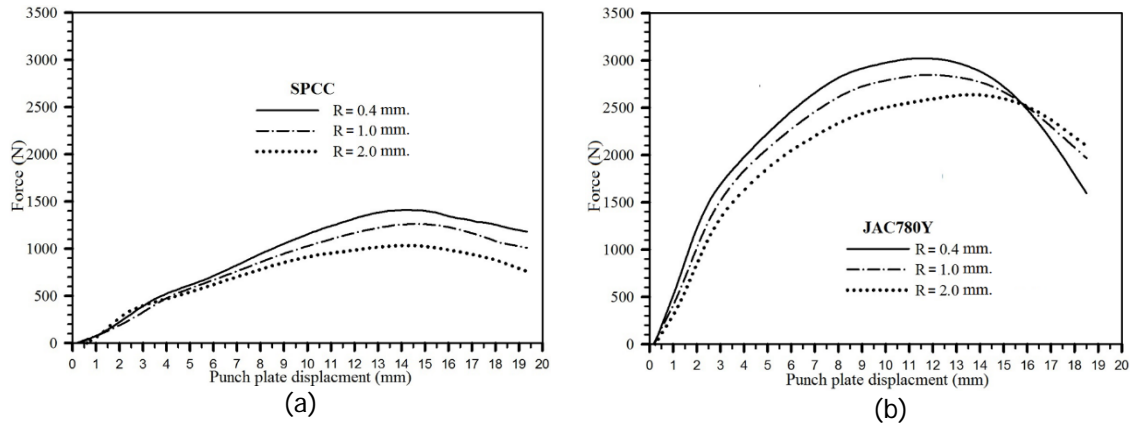 3500
3000
2500
2000
1500
1000
500
0
Force (N)
SPCC
R = 0.4 mm.
R = 1.0 mm.
R = 2.0 mm.
0 1 2 3 4 5 6 7 8 9 10 11 12 13 14 15 16 17 18 19 20
Punch plate displacment (mm)
(a)
3500
3000
2500
2000
1500
1000
500
0
Force (N)
JAC780Y
R = 0.4 mm.
R = 1.0 mm.
R = 2.0 mm.
0 1 2 3 4 5 6 7 8 9 10 11 12 13 14 15 16 17 18 19 20
Punch plate displacment (mm)
(b)